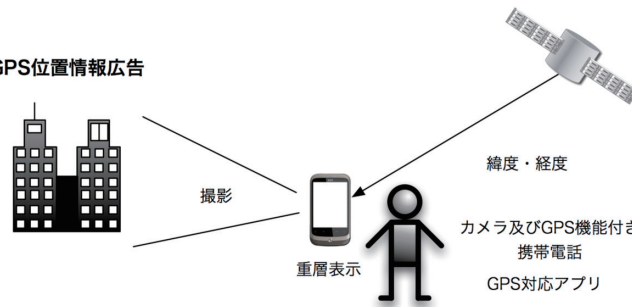 GPS位置情報広告
緯度・経度
撮影
カメラ及びGPS機能付き
携帯電話
重層表示
GPS対応アプリ